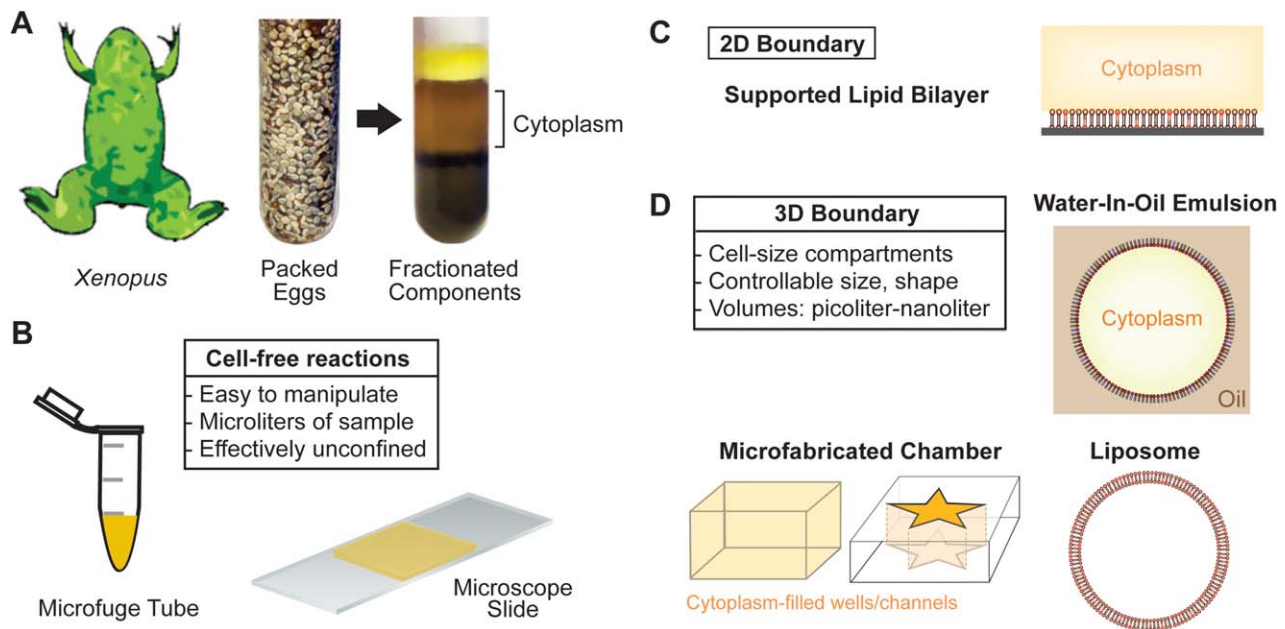 A
Xenopus
Packed
Eggs
Fractionated
Components
Cytoplasm
B
Cell-free reactions
- Easy to manipulate
- Microliters of sample
- Effectively unconfined
Microfuge Tube
Microscope
Slide
C
2D Boundary
Supported Lipid Bilayer
Cytoplasm
D
3D Boundary
- Cell-size compartments
- Controllable size, shape
- Volumes: picoliter-nanoliter
Water-In-Oil Emulsion
Cytoplasm
Oil
Microfabricated Chamber
Cytoplasm-filled wells/channels
Liposome